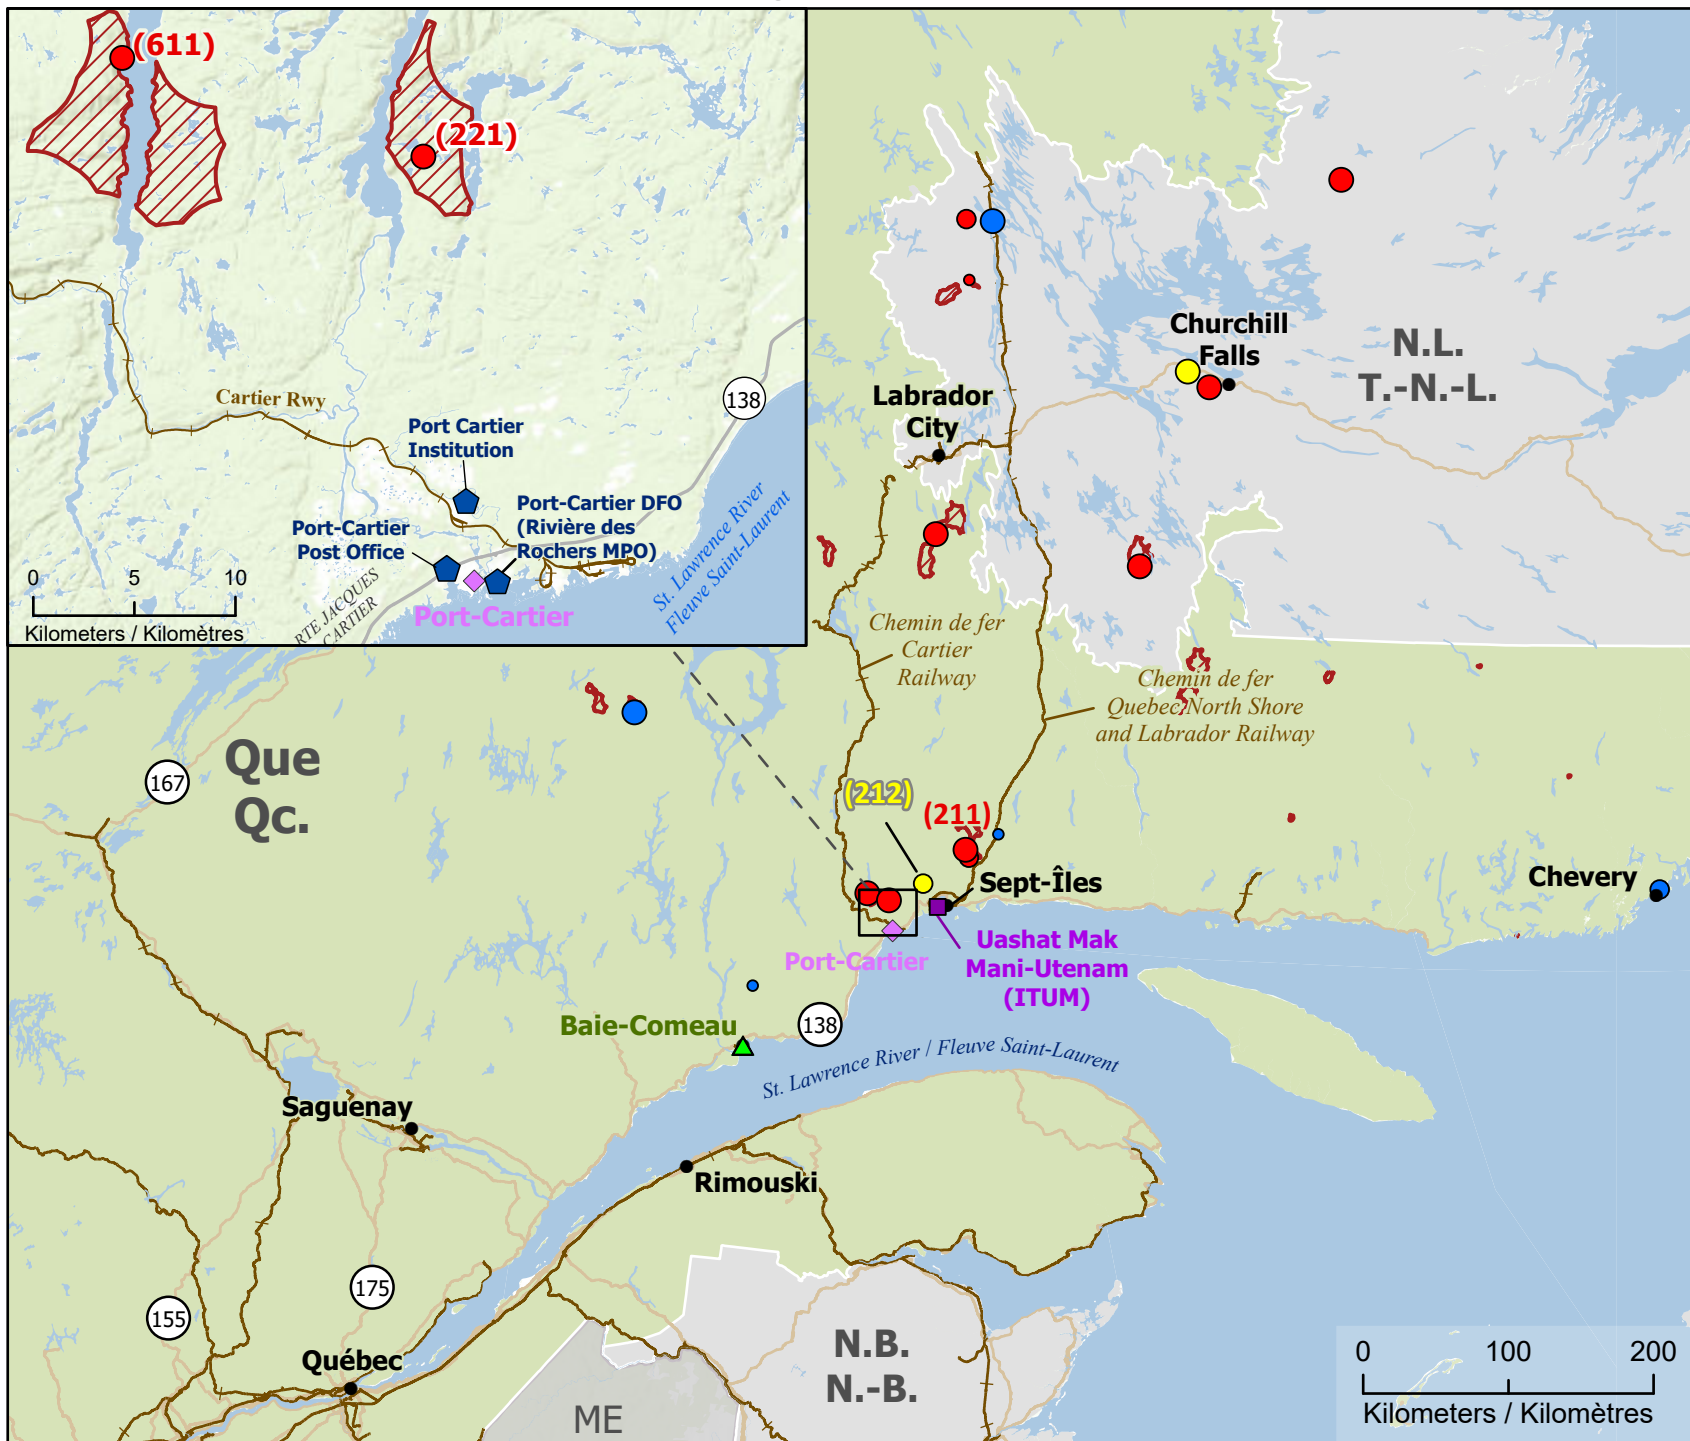 (611)
(221)
Cartier Rwy
138
Port Cartier
Institution
Port-Cartier DFO
(Rivière des
Rochers MPO)
Port-Cartier
Post Office
Port-Cartier
RTE JACQUES
CARTIER
St. Lawrence River
Fleuve Saint-Laurent
0 5 10
Kilometers / Kilomètres
Churchill
Falls
N.L.
T.-N.-L.
Labrador
City
Chemin de fer
Cartier
Railway
Chemin de fer
Quebec North Shore
and Labrador Railway
Que
Qc.
167
(212)
(211)
Sept-Îles
Chevery
Uashat Mak
Mani-Utenam
(ITUM)
Port-Cartier
Baie-Comeau
138
St. Lawrence River / Fleuve Saint-Laurent
Saguenay
Rimouski
175
155
Québec
N.B.
N.-B.
ME
0 100 200
Kilometers / Kilomètres